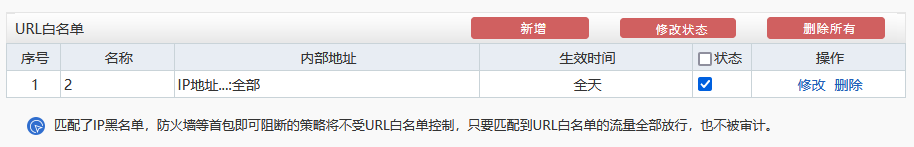 URL白名单 新增 修改状态 删除所有
序号 名称 内部地址 生效时间 状态 操作
1 2 IP地址...:全部 全天 修改 删除
匹配了IP黑名单，防火墙等首包即可阻断的策略将不受URL白名单控制，只要匹配到URL白名单的流量全部放行，也不被审计。